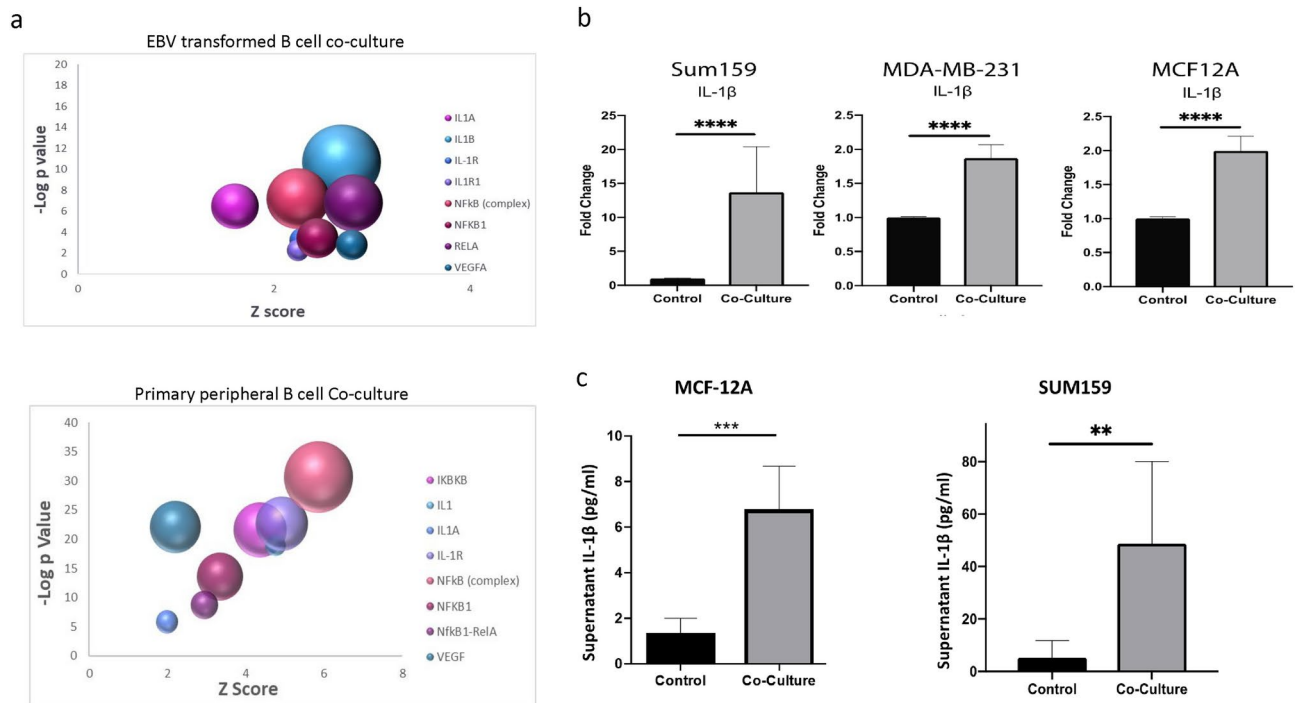 a
EBV transformed B cell co-culture
20
18
16
14
12
10
8
6
4
2
0
-Log p value
0
2
4
Z score
IL1A
IL1B
IL-1R
IL1R1
NFkB (complex)
NFKB1
RELA
VEGFA
Primary peripheral B cell Co-culture
40
35
30
25
20
15
10
5
0
-Log p Value
0
2
4
6
8
Z Score
IKBKB
IL1
IL1A
IL-1R
NFkB (complex)
NFKB1
NfkB1-RelA
VEGF
b
Sum159
IL-1β
25
20
15
10
5
0
Fold Change
****
Control
Co-Culture
MDA-MB-231
IL-1β
2.5
2.0
1.5
1.0
0.5
0.0
Fold Change
****
Control
Co-Culture
MCF12A
IL-1β
2.5
2.0
1.5
1.0
0.5
0.0
Fold Change
****
Control
Co-Culture
c
MCF-12A
10
8
6
4
2
0
Supernatant IL-1β (pg/ml)
***
Control
Co-Culture
SUM159
80
60
40
20
0
Supernatant IL-1β (pg/ml)
**
Control
Co-Culture